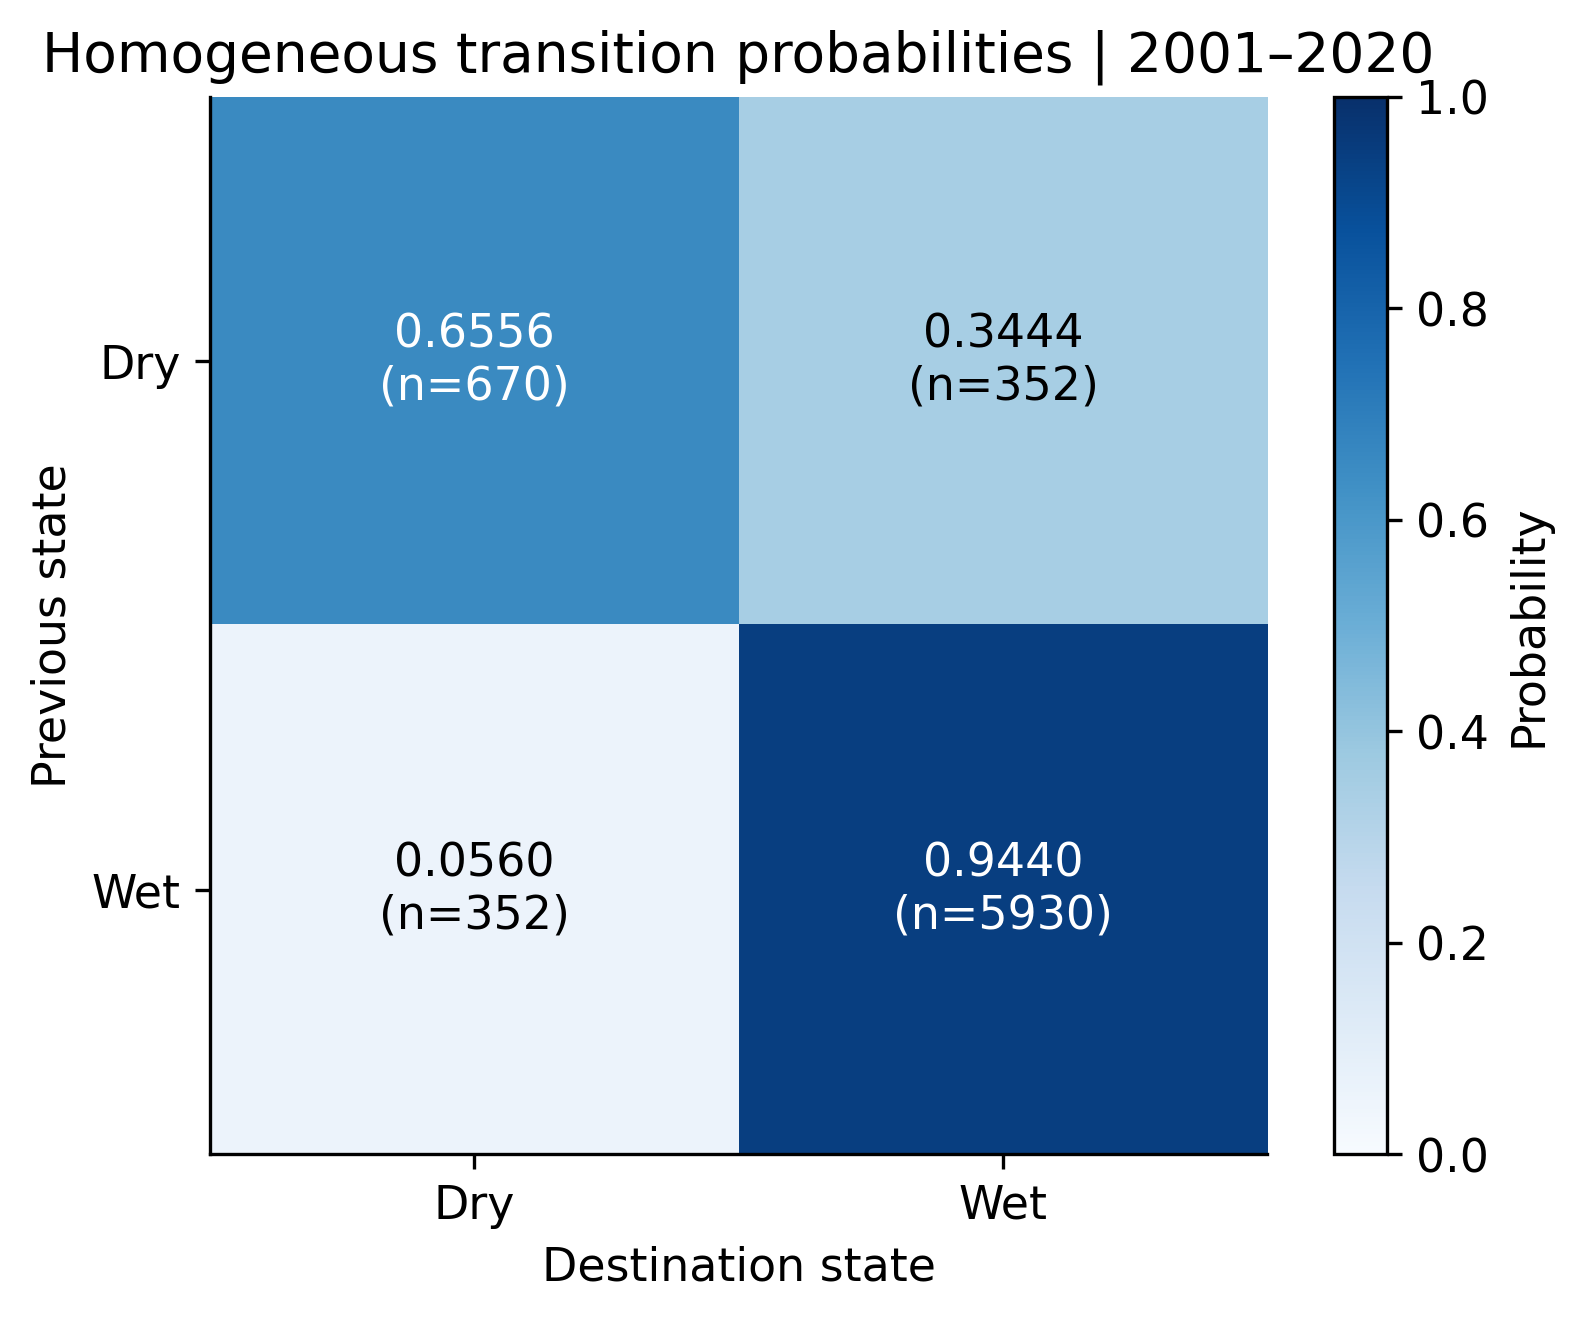 Homogeneous transition probabilities | 2001–2020
1.0
0.8
0.6
0.4
0.2
0.0
Probability
Previous state
Dry
Wet
0.6556
(n=670)
0.3444
(n=352)
0.0560
(n=352)
0.9440
(n=5930)
Dry
Wet
Destination state